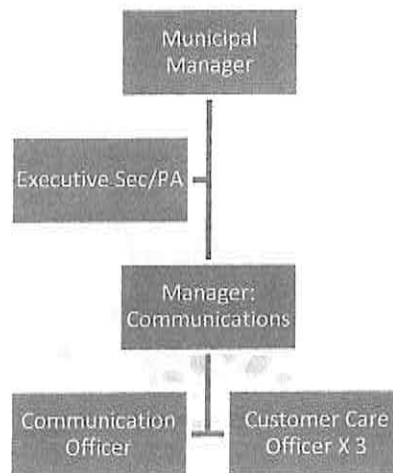 Municipal
Manager
Executive Sec/PA
Manager:
Communications
Communication
Officer
Customer Care
Officer X 3